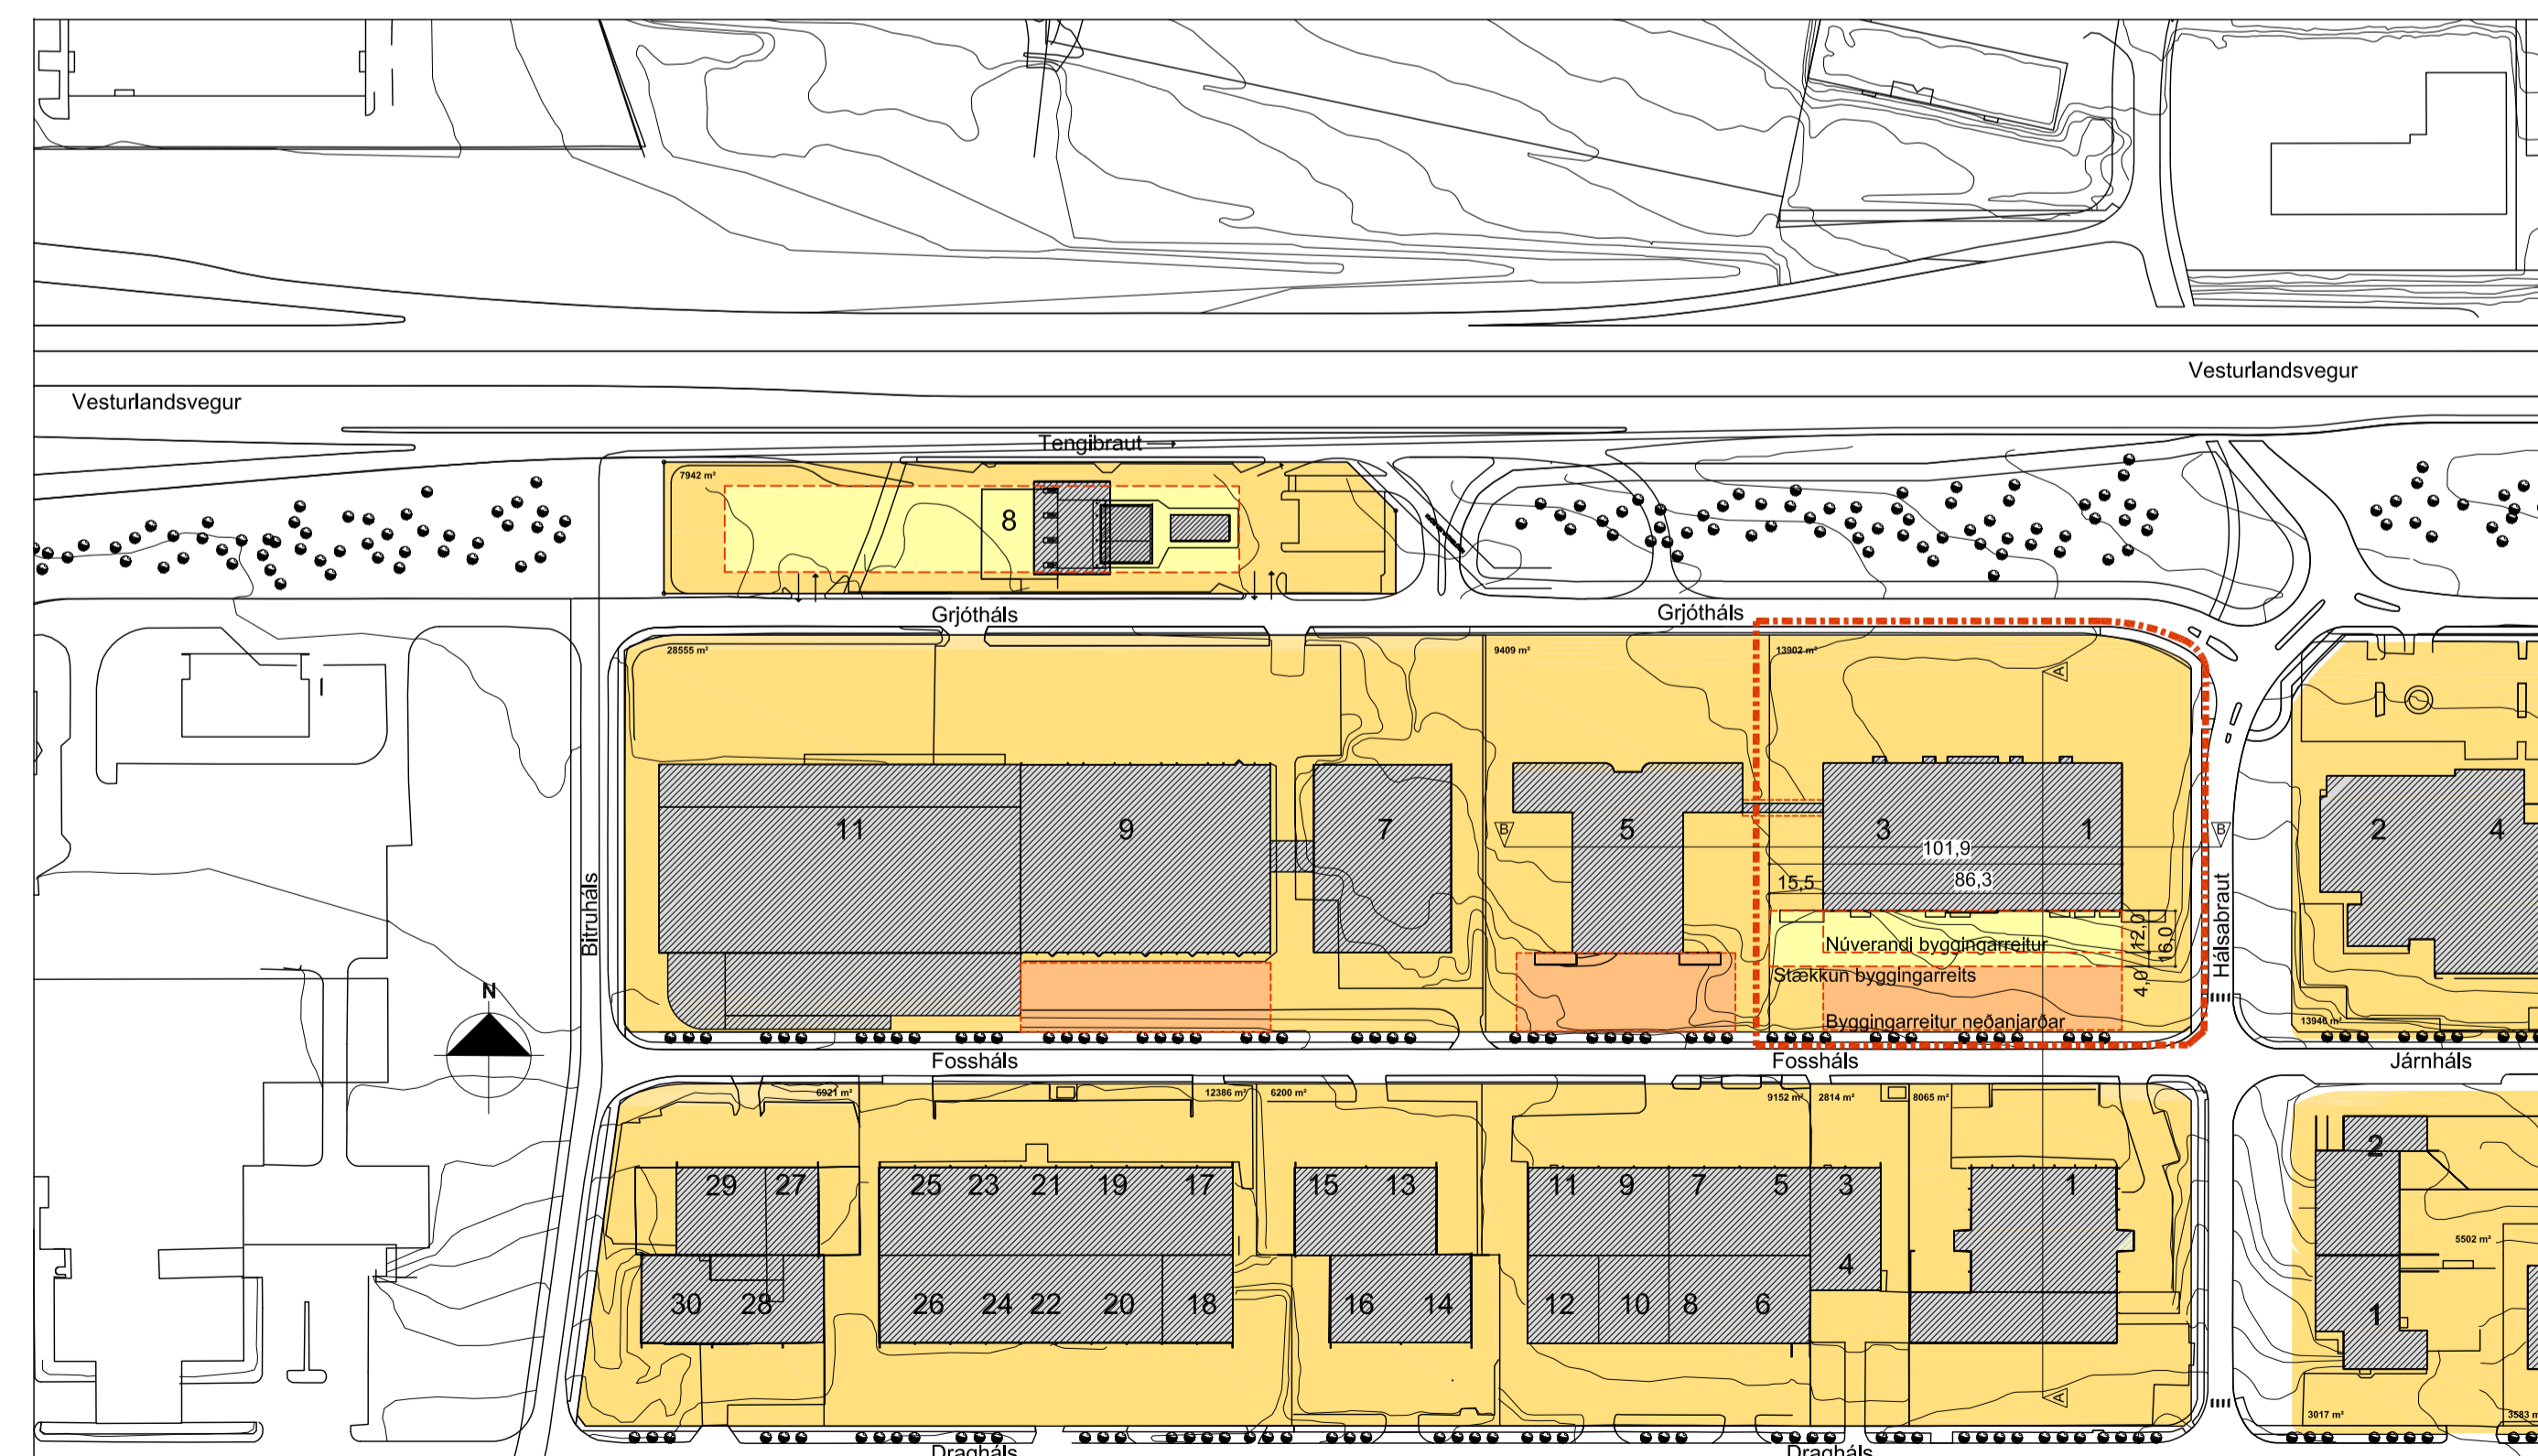 Vesturlandsvegur
Vesturlandsvegur
Tengibraut
7942 m²
8
Grjótháls
Grjótháls
28555 m²
9409 m²
13902 m²
A
11
9
7
5
3
1
2
4
B
B
101,9
15,5
86,3
12,0
16,0
4,0
Bitruháls
Hálsabraut
Núverandi byggingarreitur
Stækkun byggingarreits
Byggingarreitur neðanjarðar
N
13946 m²
Fossháls
Fossháls
Járnháls
6921 m²
12386 m²
6200 m²
9152 m²
2814 m²
8065 m²
2
29
27
25
23
21
19
17
15
13
11
9
7
5
3
1
5502 m²
4
30
28
26
24
22
20
18
16
14
12
10
8
6
1
A
3017 m²
3583 m
Dragháls
Dragháls